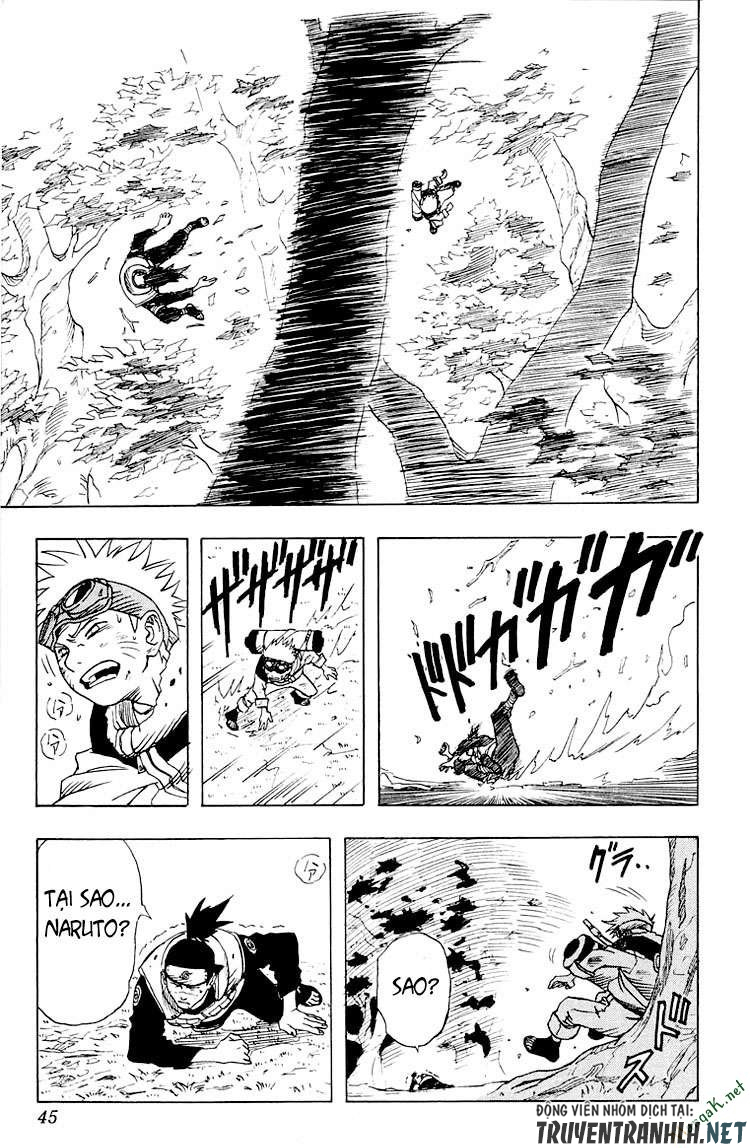 ドドガガガ
ザザザザ
グラ..
SAO?
TẠI SAO...
NARUTO?
45
ĐỘNG VIÊN NHÓM DỊCH TẠI:
TRUYENTRANHLH.NET